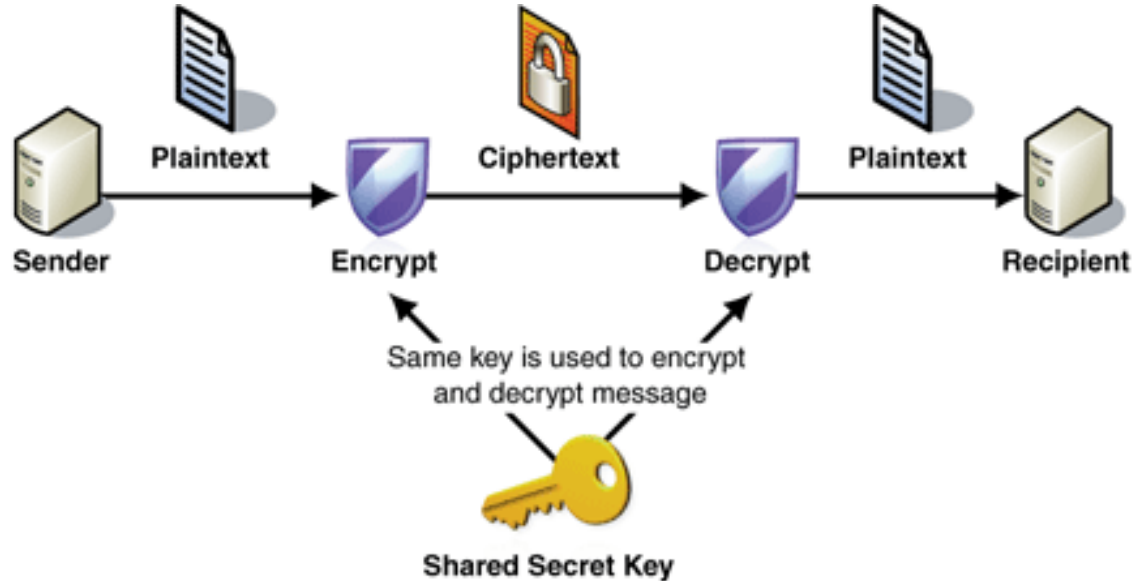 Plaintext
Ciphertext
Plaintext
Sender
Encrypt
Decrypt
Recipient
Same key is used to encrypt
and decrypt message
Shared Secret Key